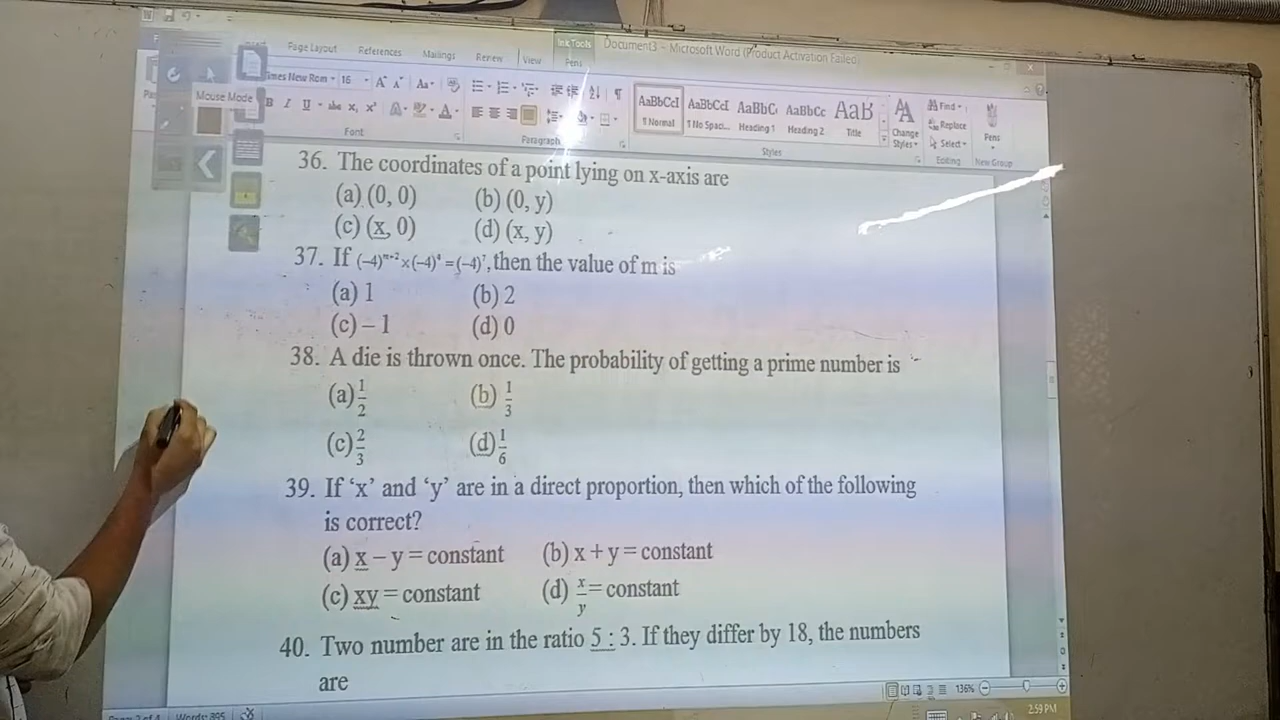 Document3 - Microsoft Word (Product Activation Failed)
Ink Tools
Page Layout References Mailings Review View Pens
Mouse Mode
16
Font Paragraph Styles Editing New Group
AaBbCcI AaBbCcI AaBbC AaBbCc AaB
¶ Normal ¶ No Spaci... Heading 1 Heading 2 Title
Change Styles
Find
Replace
Select
Pens
36. The coordinates of a point lying on x-axis are
(a) (0, 0) (b) (0, y)
(c) (x, 0) (d) (x, y)
37. If (–4)ᵐ⁺²×(–4)⁴=(–4)⁷, then the value of m is
(a) 1 (b) 2
(c) – 1 (d) 0
38. A die is thrown once. The probability of getting a prime number is
(a) 1/2 (b) 1/3
(c) 2/3 (d) 1/6
39. If ‘x’ and ‘y’ are in a direct proportion, then which of the following
is correct?
(a) x – y = constant (b) x + y = constant
(c) xy = constant (d) x/y = constant
40. Two number are in the ratio 5 : 3. If they differ by 18, the numbers
are
Words: 895
136%
2:59 PM